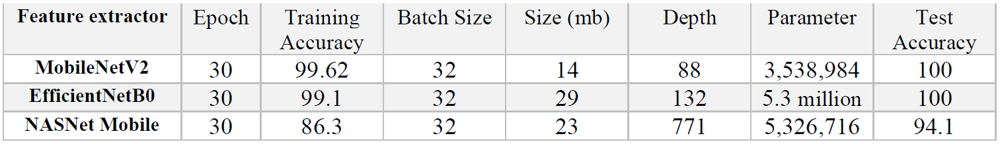 Feature extractor Epoch Training Accuracy Batch Size Size (mb) Depth Parameter Test Accuracy
MobileNetV2 30 99.62 32 14 88 3,538,984 100
EfficientNetB0 30 99.1 32 29 132 5.3 million 100
NASNet Mobile 30 86.3 32 23 771 5,326,716 94.1